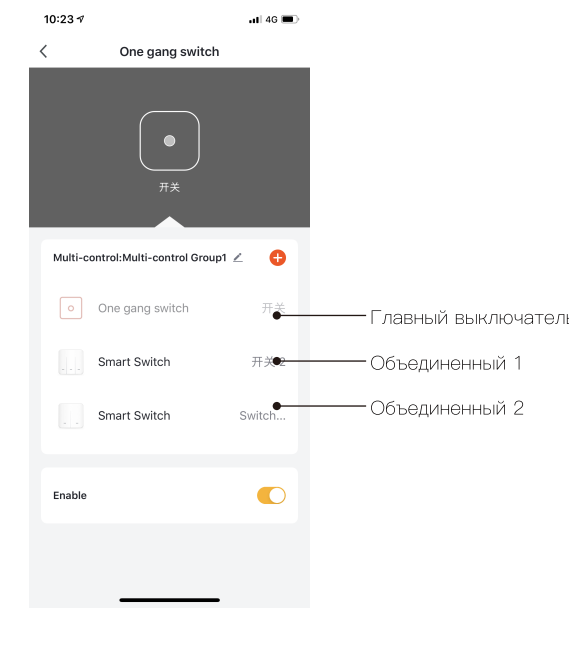 10:23 4G
One gang switch
开关
Multi-control:Multi-control Group1
One gang switch 开关
Главный выключатель
Smart Switch 开关 2
Объединенный 1
Smart Switch Switch...
Объединенный 2
Enable